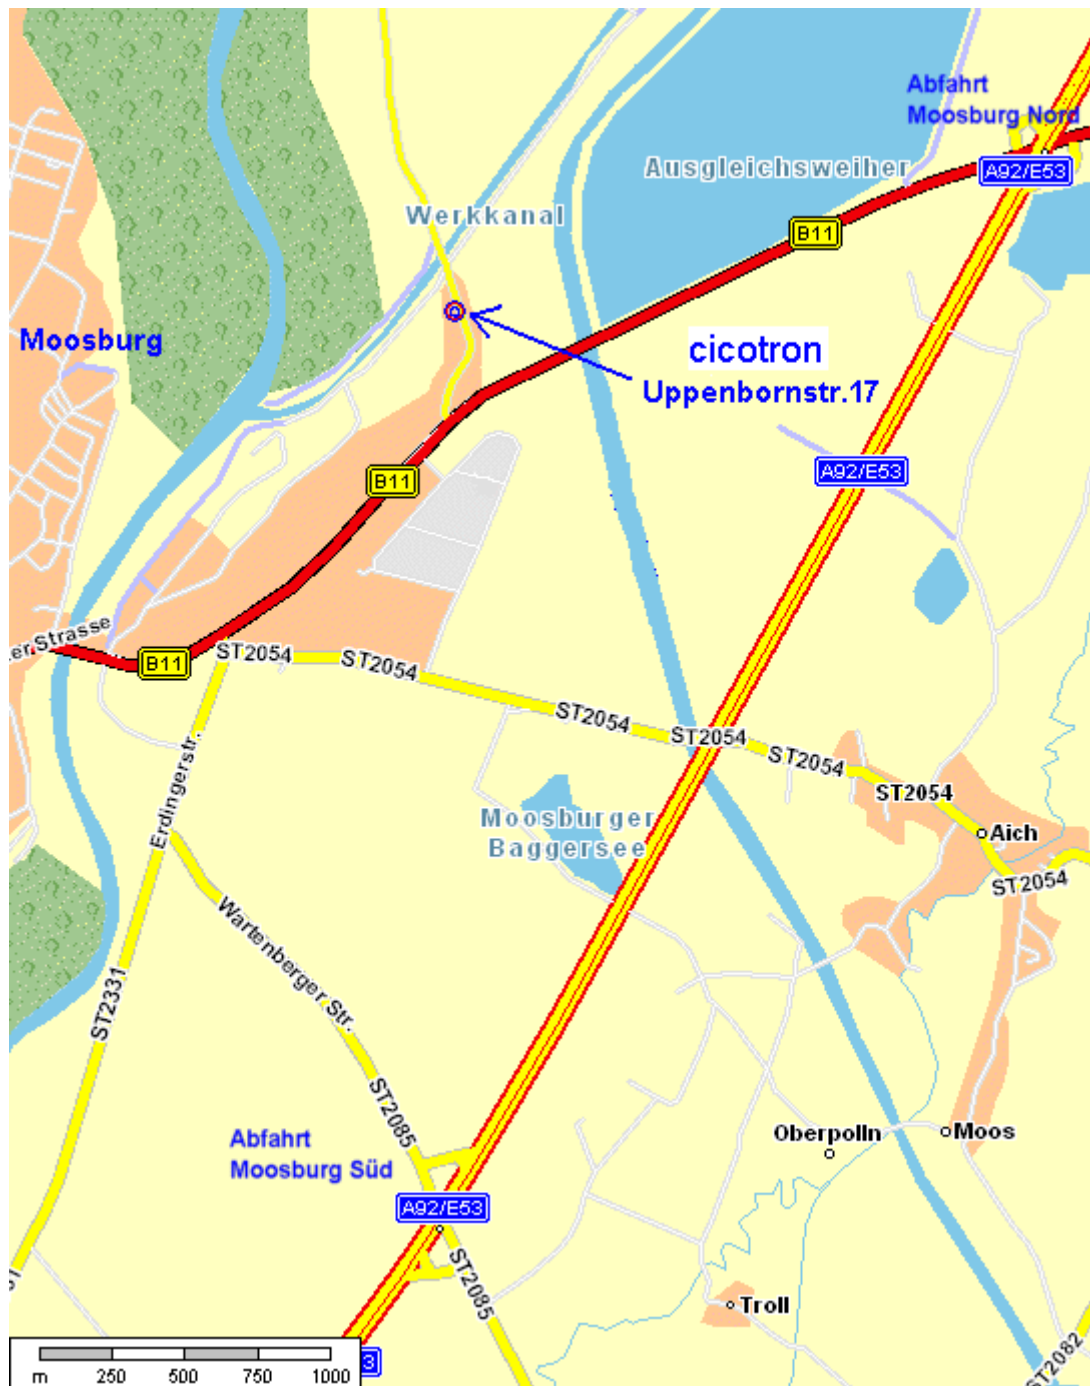 Abfahrt
Moosburg Nord
Ausgleichsweiher
A92/E53
Werkkanal
B11
Moosburg
cicotron
Uppenbornstr.17
A92/E53
B11
er Strasse
B11
ST2054
ST2054
ST2054
ST2054
ST2054
Erdingerstr.
ST2054
Moosburger
Baggersee
Aich
ST2054
Wartenberger Str.
ST2331
ST2085
Abfahrt
Moosburg Süd
Oberpolln
Moos
A92/E53
ST2085
Troll
ST2082
3
m 250 500 750 1000